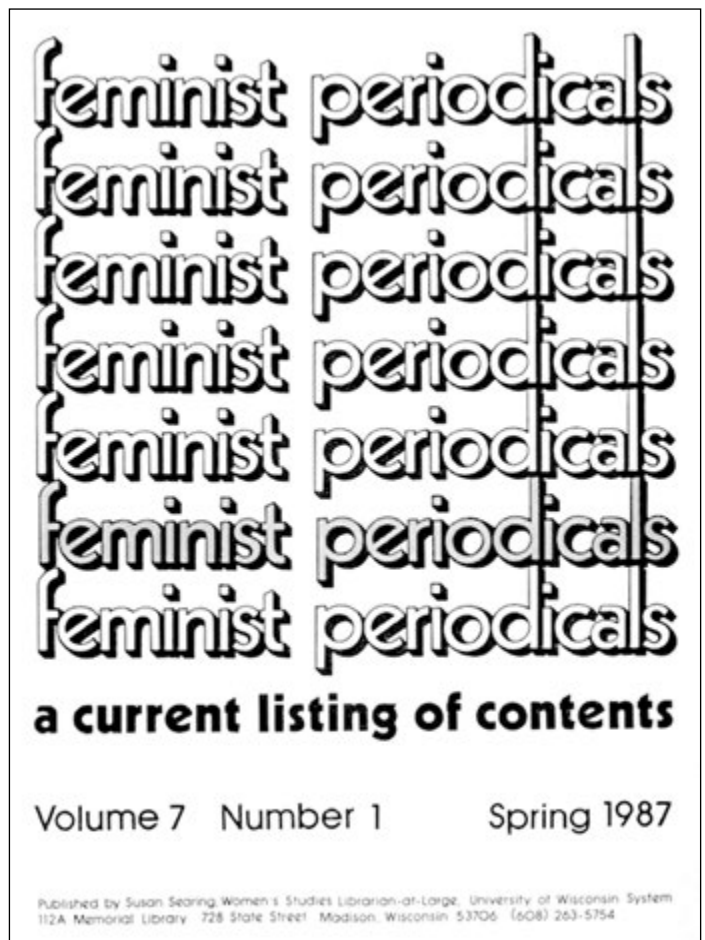 feminist periodicals
feminist periodicals
feminist periodicals
feminist periodicals
feminist periodicals
feminist periodicals
feminist periodicals
a current listing of contents
Volume 7 Number 1 Spring 1987
Published by Susan Searing, Women's Studies Librarian-at-Large, University of Wisconsin System
112A Memorial Library 728 State Street Madison, Wisconsin 53706 (608) 263-5754